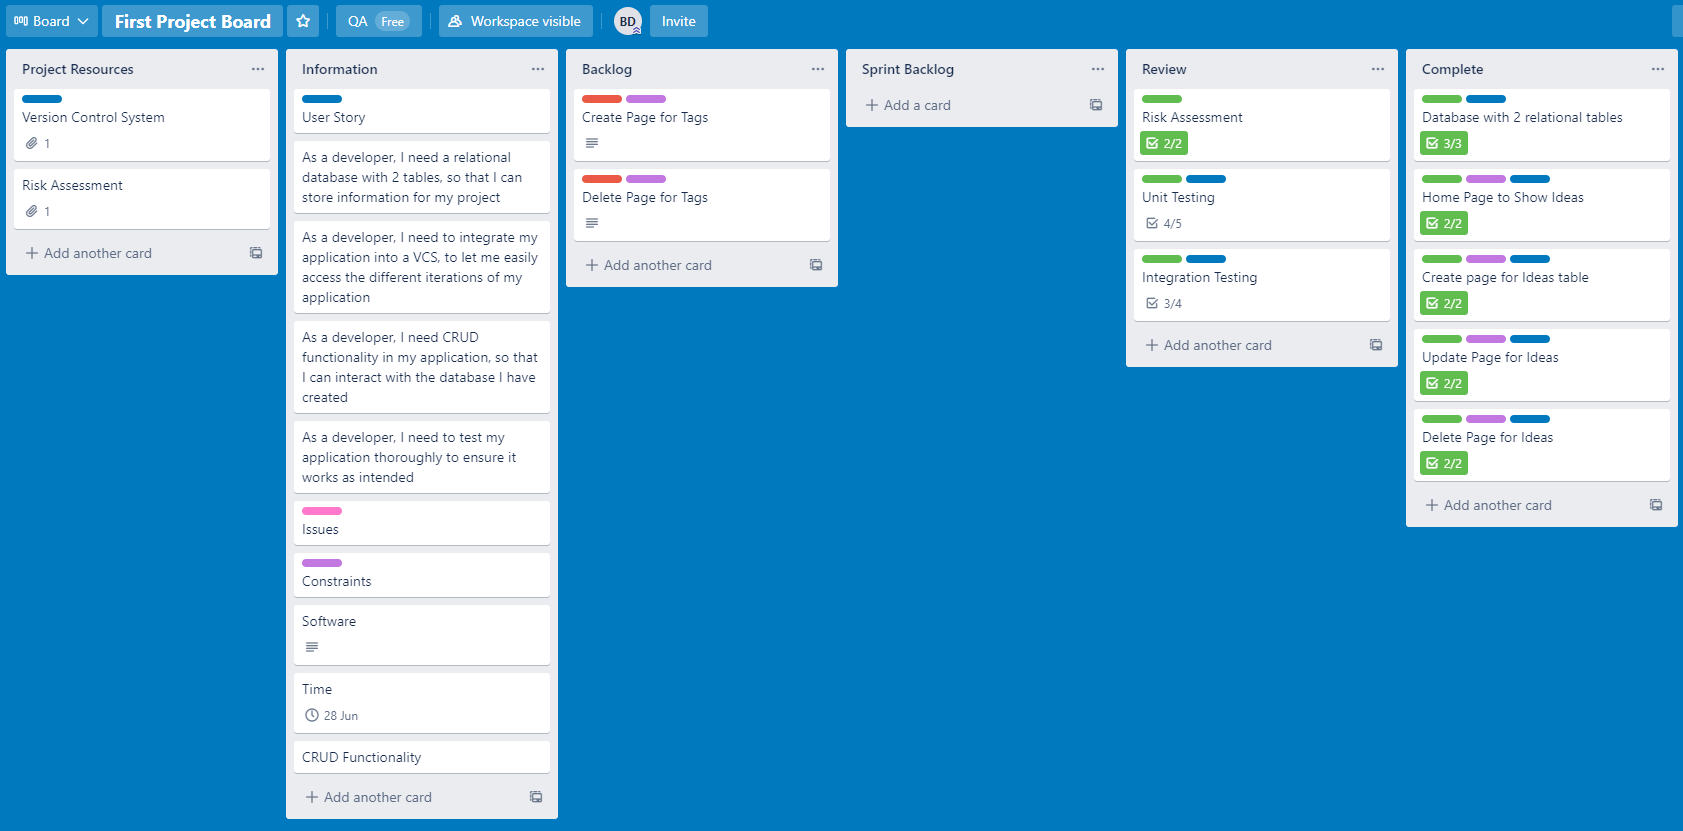 Board
First Project Board
QA Free
Workspace visible
BD
Invite
Project Resources
Version Control System
1
Risk Assessment
1
Add another card
Information
User Story
As a developer, I need a relational
database with 2 tables, so that I can
store information for my project
As a developer, I need to integrate my
application into a VCS, to let me easily
access the different iterations of my
application
As a developer, I need CRUD
functionality in my application, so that
I can interact with the database I have
created
As a developer, I need to test my
application thoroughly to ensure it
works as intended
Issues
Constraints
Software
Time
28 Jun
CRUD Functionality
Add another card
Backlog
Create Page for Tags
Delete Page for Tags
Add another card
Sprint Backlog
Add a card
Review
Risk Assessment
2/2
Unit Testing
4/5
Integration Testing
3/4
Add another card
Complete
Database with 2 relational tables
3/3
Home Page to Show Ideas
2/2
Create page for Ideas table
2/2
Update Page for Ideas
2/2
Delete Page for Ideas
2/2
Add another card